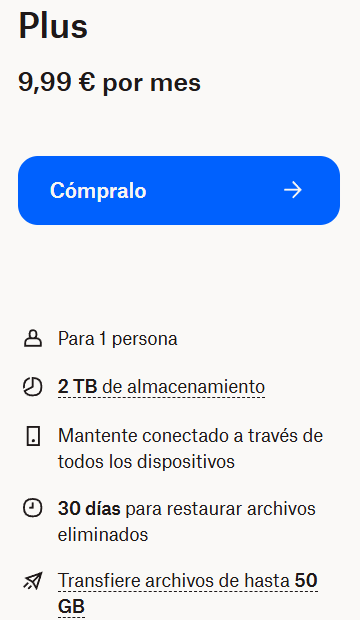 Plus
9,99 € por mes
Cómpralo
Para 1 persona
2 TB de almacenamiento
Mantente conectado a través de
todos los dispositivos
30 días para restaurar archivos
eliminados
Transfiere archivos de hasta 50
GB